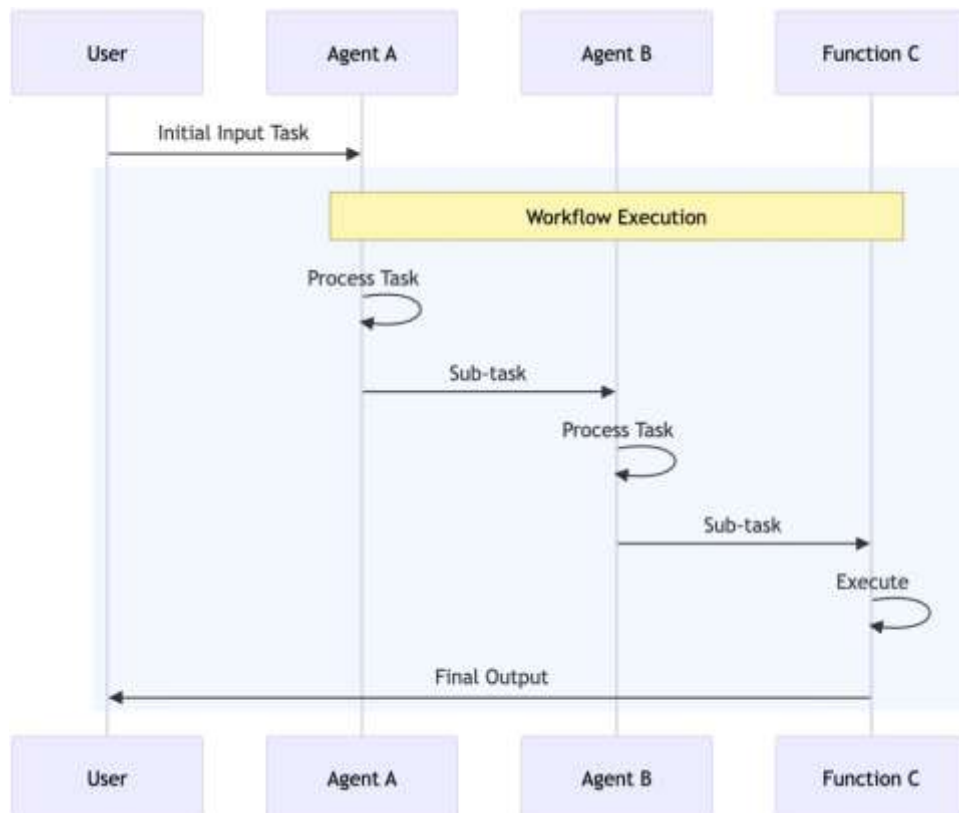 User
Agent A
Agent B
Function C
Initial Input Task
Workflow Execution
Process Task
Sub-task
Process Task
Sub-task
Execute
Final Output
User
Agent A
Agent B
Function C